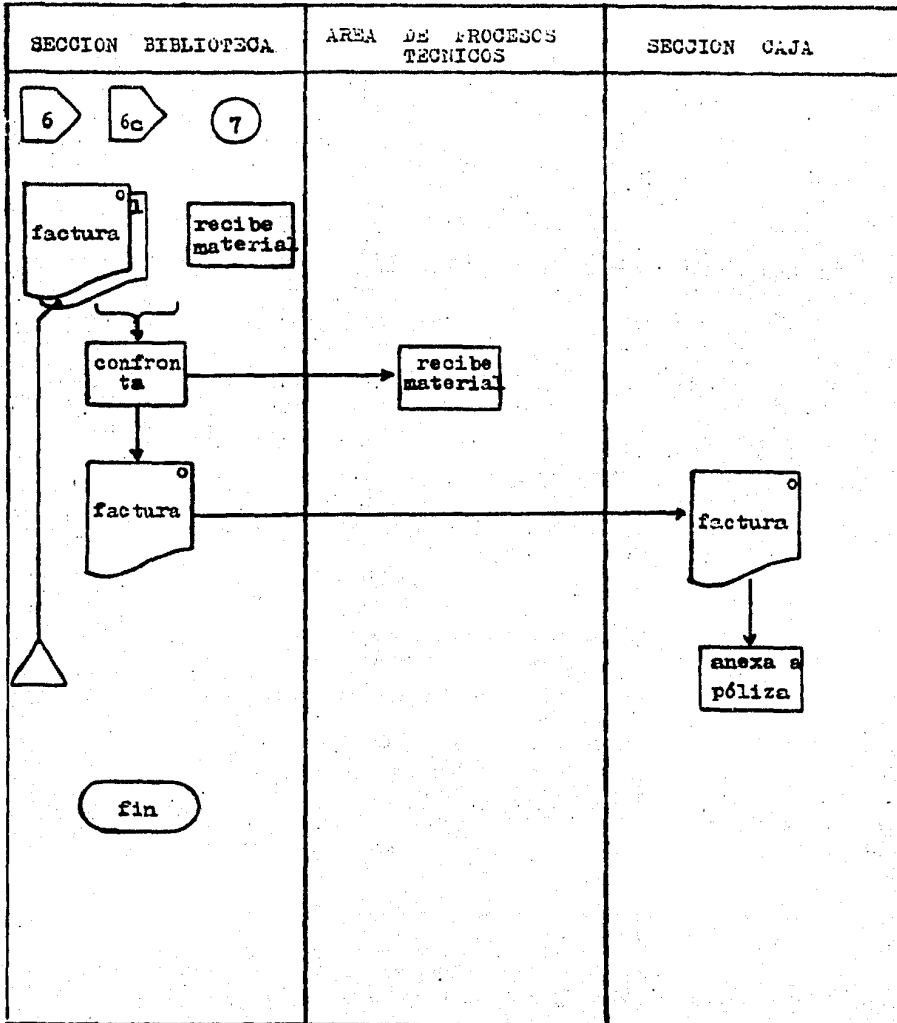 SECCION BIBLIOTECA
AREA DE PROCESOS
TECNICOS
SECCION CAJA
6
6c
7
o
1
factura
recibe
material
confron
ta
recibe
material
o
factura
o
factura
anexa a
póliza
fin